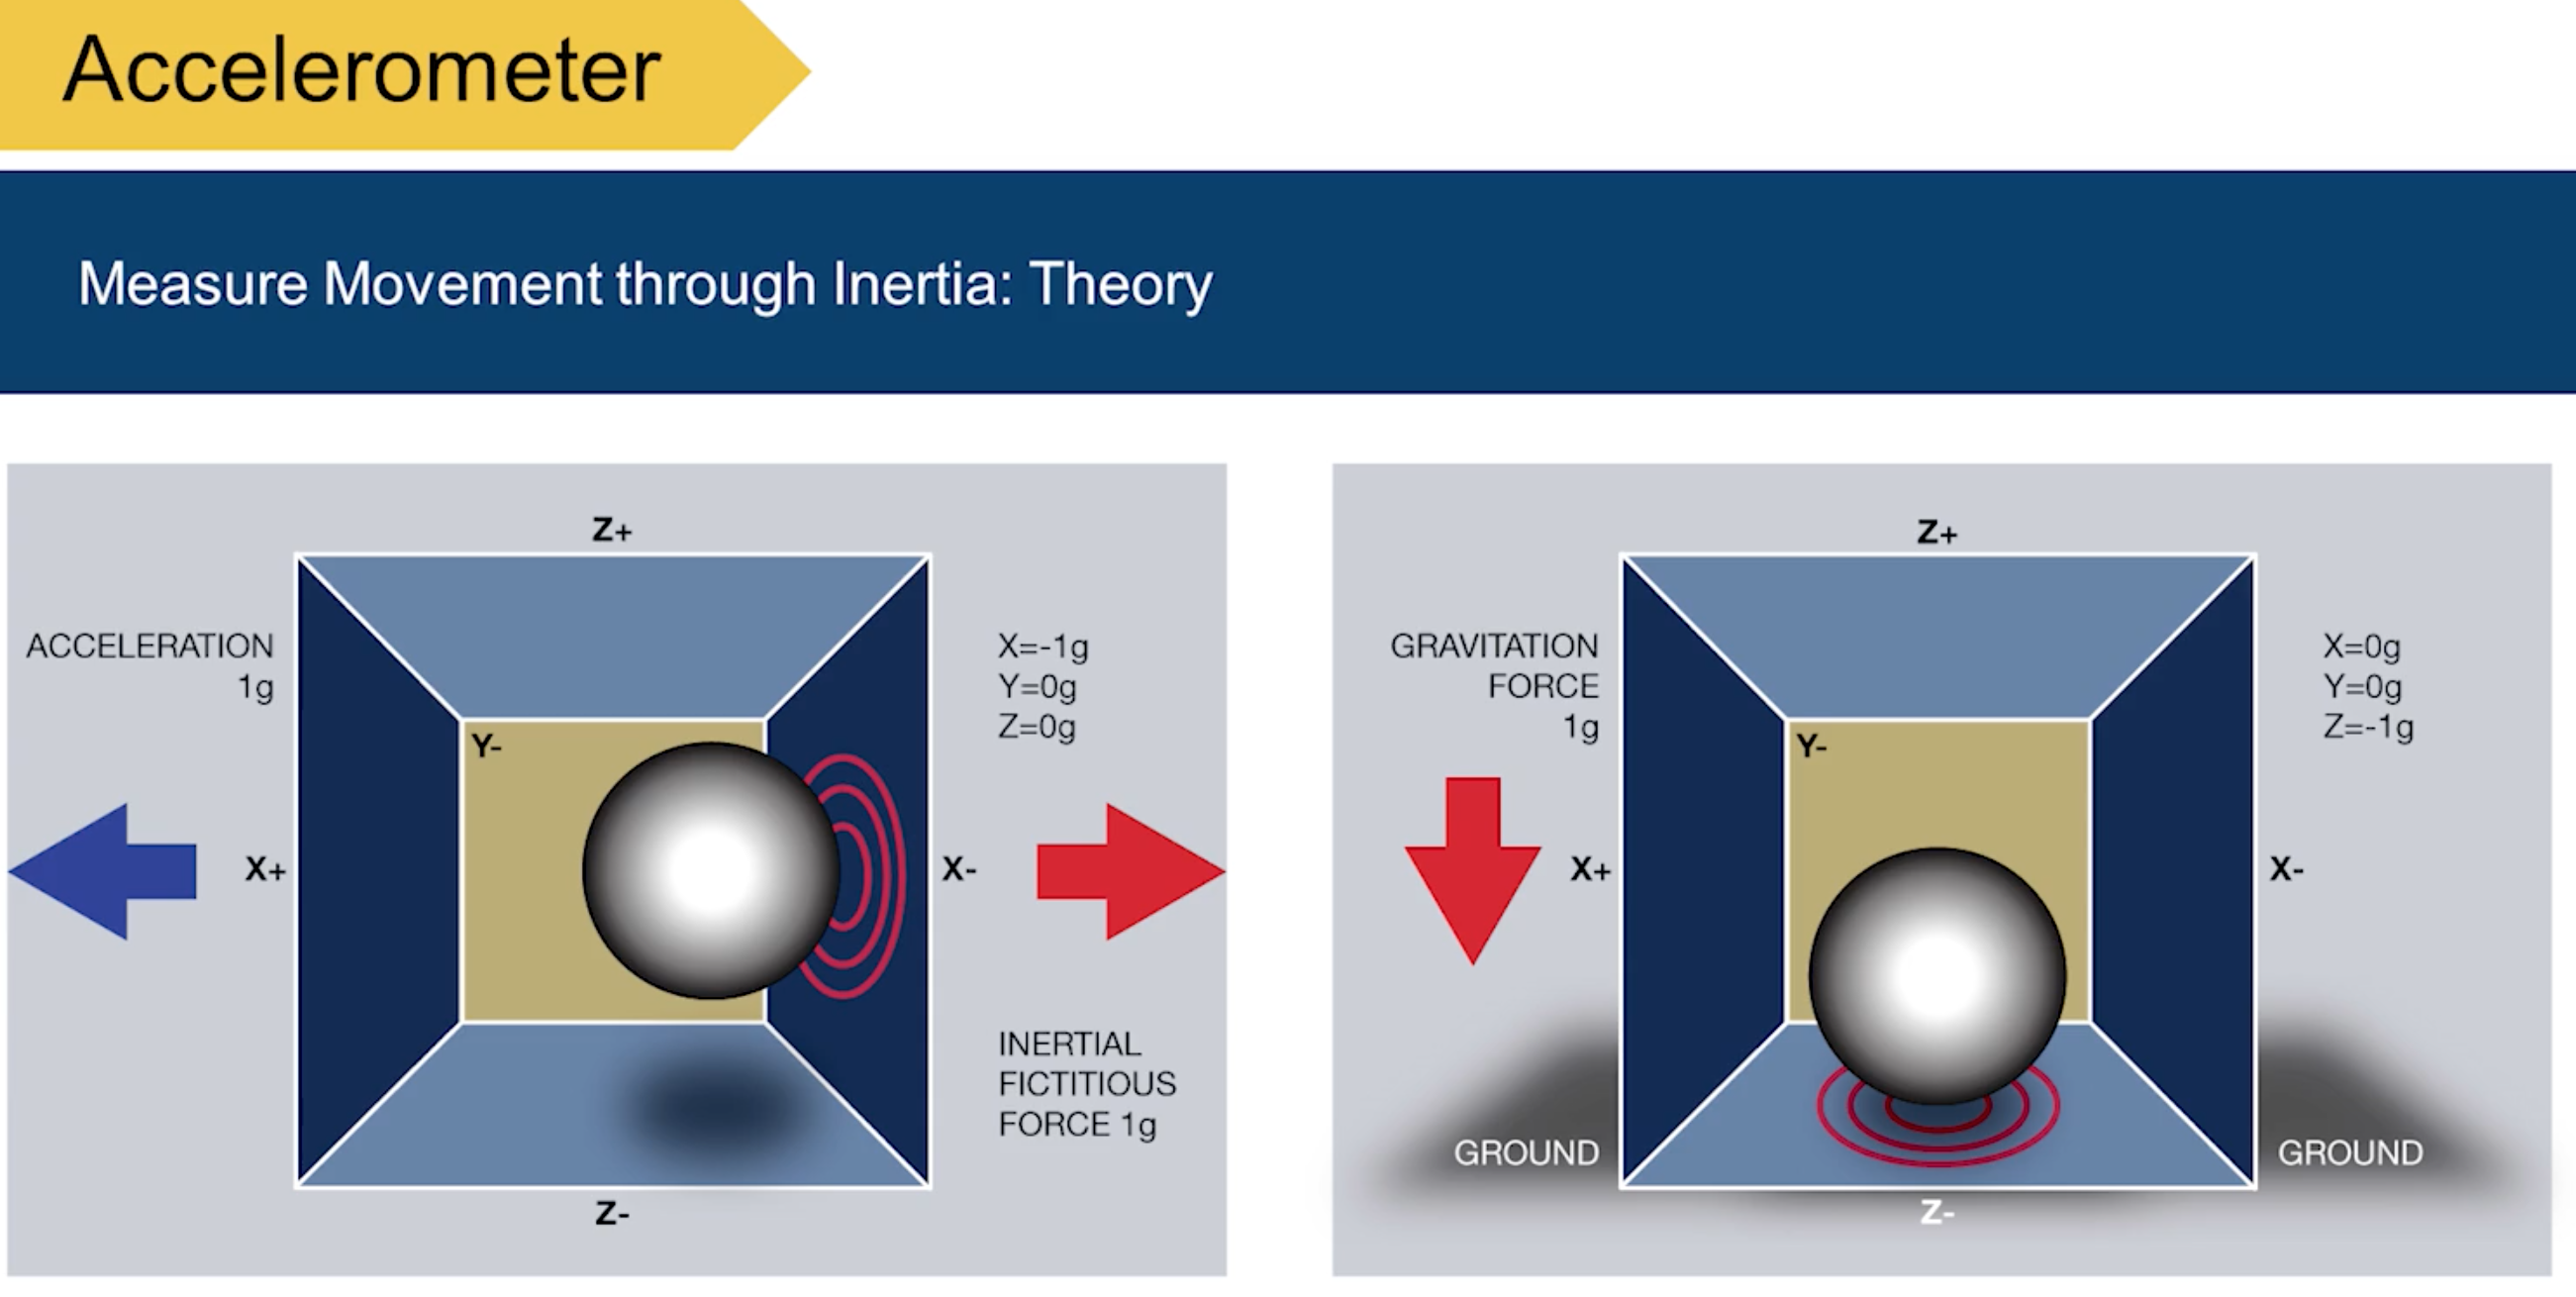 Accelerometer
Measure Movement through Inertia: Theory
Z+
ACCELERATION
1g
X=-1g
Y=0g
Z=0g
Y-
X+
X-
INERTIAL
FICTITIOUS
FORCE 1g
Z-
Z+
GRAVITATION
FORCE
1g
X=0g
Y=0g
Z=-1g
Y-
X+
X-
GROUND
GROUND
Z-